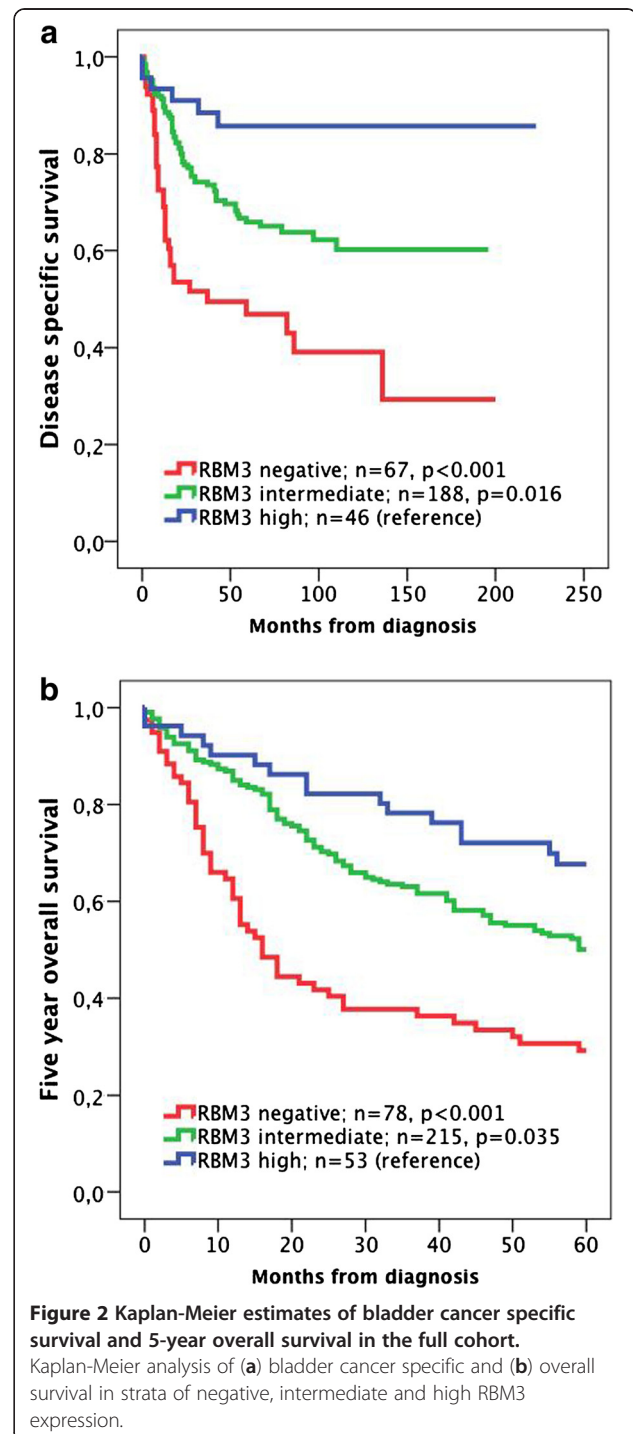 a
1,0
0,8
0,6
0,4
0,2
0,0
Disease specific survival
RBM3 negative; n=67, p<0.001
RBM3 intermediate; n=188, p=0.016
RBM3 high; n=46 (reference)
0 50 100 150 200 250
Months from diagnosis
b
1,0
0,8
0,6
0,4
0,2
0,0
Five year overall survival
RBM3 negative; n=78, p<0.001
RBM3 intermediate; n=215, p=0.035
RBM3 high; n=53 (reference)
0 10 20 30 40 50 60
Months from diagnosis
Figure 2 Kaplan-Meier estimates of bladder cancer specific
survival and 5-year overall survival in the full cohort.
Kaplan-Meier analysis of (a) bladder cancer specific and (b) overall
survival in strata of negative, intermediate and high RBM3
expression.